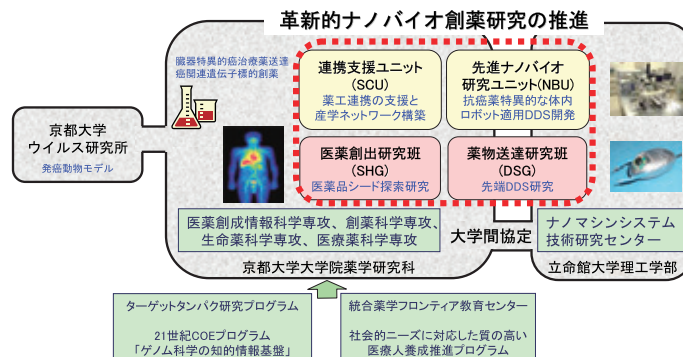 革新的ナノバイオ創薬研究の推進
臓器特異的癌治療薬送達
癌関連遺伝子標的創薬
連携支援ユニット
(SCU)
薬工連携の支援と
産学ネットワーク構築
先進ナノバイオ
研究ユニット(NBU)
抗癌薬特異的な体内
ロボット適用DDS開発
京都大学
ウイルス研究所
発癌動物モデル
医薬創出研究班
(SHG)
医薬品シード探索研究
薬物送達研究班
(DSG)
先端DDS研究
医薬創成情報科学専攻、創薬科学専攻、
生命薬科学専攻、医療薬科学専攻
大学間協定
ナノマシンシステム
技術研究センター
京都大学大学院薬学研究科
立命館大学理工学部
ターゲットタンパク研究プログラム
21世紀COEプログラム
「ゲノム科学の知的情報基盤」
統合薬学フロンティア教育センター
社会的ニーズに対応した質の高い
医療人養成推進プログラム